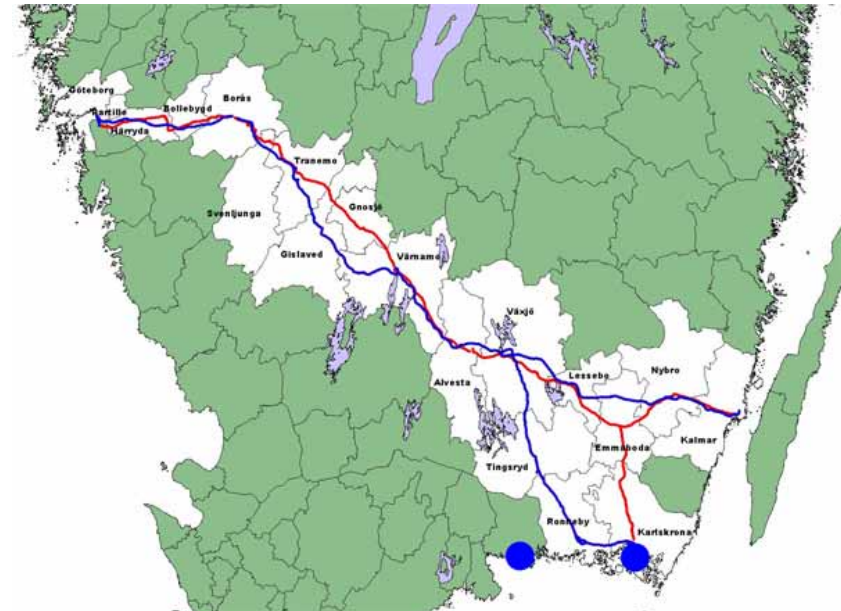 Göteborg
Partille
Härryda
Bollebygd
Borås
Tranemo
Svenljunga
Gnosjö
Gislaved
Värnamo
Växjö
Alvesta
Lessebo
Nybro
Emmaboda
Kalmar
Tingsryd
Ronneby
Karlskrona